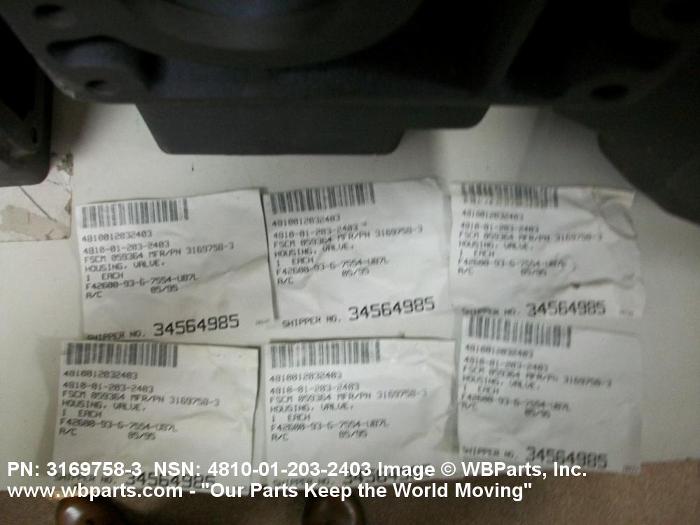 4810012032403
4810-01-203-2403
FSCM 059364 MFR/PN 3169758-3
HOUSING, VALVE,
1 EACH
F42600-93-G-7554-U07L
R/C 05/95
SHIPPER NO. 34564985
4810012032403
4810-01-203-2403
FSCM 059364 MFR/PN 3169758-3
HOUSING, VALVE,
1 EACH
F42600-93-G-7554-U07L
R/C 05/95
SHIPPER NO. 34564985
4810012032403
4810-01-203-2403
FSCM 059364 MFR/PN 3169758-3
HOUSING, VALVE,
1 EACH
F42600-93-G-7554-U07L
R/C 05/95
SHIPPER NO. 34564985
4810012032403
4810-01-203-2403
FSCM 059364 MFR/PN 3169758-3
HOUSING, VALVE,
1 EACH
F42600-93-G-7554-U07L
R/C 05/95
4810012032403
4810-01-203-2403
FSCM 059364 MFR/PN 3169758-3
HOUSING, VALVE,
1 EACH
F42600-93-G-7554-U07L
R/C 05/95
4810012032403
4810-01-203-2403
FSCM 059364 MFR/PN 3169758-3
HOUSING, VALVE,
1 EACH
F42600-93-G-7554-U07L
R/C 05/95
SHIPPER NO. 34564985
PN: 3169758-3 NSN: 4810-01-203-2403 Image © WBParts, Inc.
www.wbparts.com - "Our Parts Keep the World Moving"